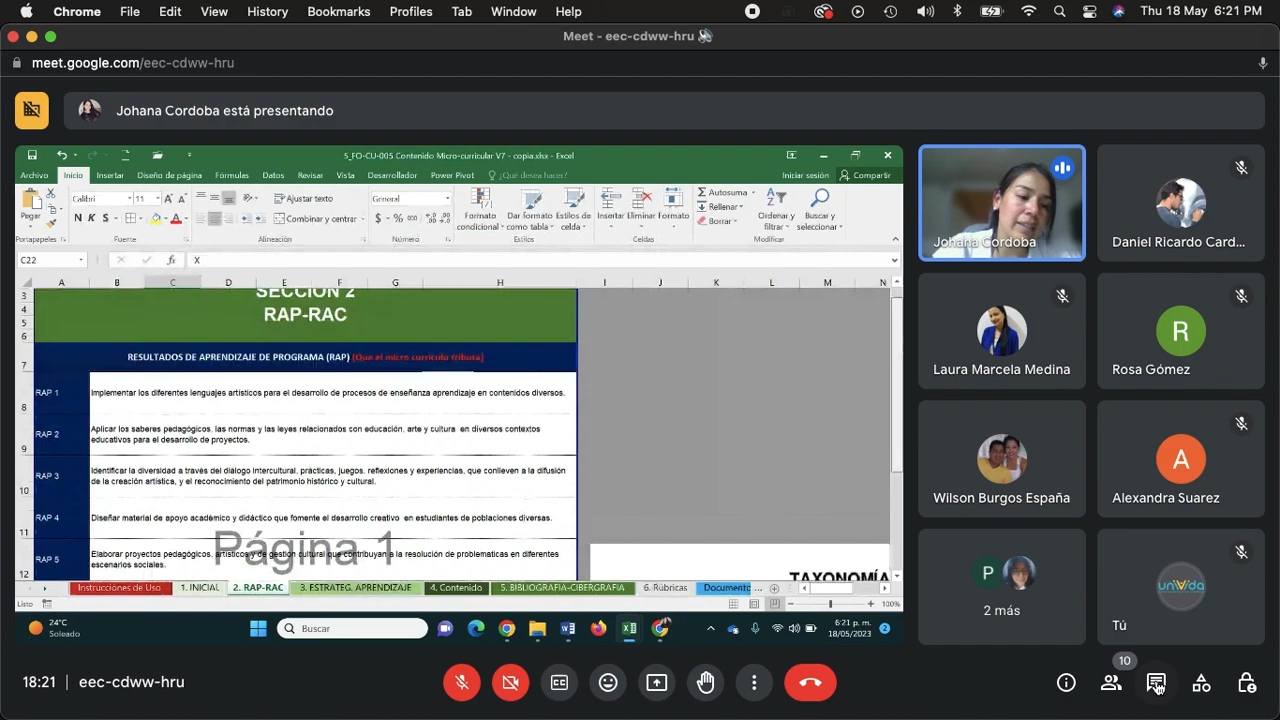 Chrome File Edit View History Bookmarks Profiles Tab Window Help Thu 18 May 6:21 PM
Meet - eec-cdww-hru
meet.google.com/eec-cdww-hru
Johana Cordoba está presentando
5_FO-CU-005 Contenido Micro-curricular V7 - copia.xlsx - Excel
Archivo Inicio Insertar Diseño de página Fórmulas Datos Revisar Vista Desarrollador Power Pivot ¿Qué desea hacer? Iniciar sesión Compartir
Pegar Calibri 11 Ajustar texto General Formato condicional Dar formato como tabla Estilos de celda Insertar Eliminar Formato Autosuma Ordenar y filtrar Buscar y seleccionar
N K S Combinar y centrar $ % Rellenar
Borrar
Portapapeles Fuente Alineación Número Estilos Celdas Modificar
C22 X
A B C D E F G H I J K L M N
3
4
5
6
7
8
9
10
11
12
SECCIÓN 2
RAP-RAC
RESULTADOS DE APRENDIZAJE DE PROGRAMA (RAP) (Que el micro currículo tributa)
RAP 1 Implementar los diferentes lenguajes artísticos para el desarrollo de procesos de enseñanza aprendizaje en contenidos diversos.
RAP 2 Aplicar los saberes pedagógicos, las normas y las leyes relacionados con educación, arte y cultura en diversos contextos
educativos para el desarrollo de proyectos.
RAP 3 Identificar la diversidad a través del diálogo intercultural, prácticas, juegos, reflexiones y experiencias, que conlleven a la difusión
de la creación artística, y el reconocimiento del patrimonio histórico y cultural.
RAP 4 Diseñar material de apoyo académico y didáctico que fomente el desarrollo creativo en estudiantes de poblaciones diversas.
RAP 5 Elaborar proyectos pedagógicos, artísticos y de gestión cultural que contribuyan a la resolución de problematicas en diferentes
escenarios sociales.
Página 1
TAXONOMÍA
Instrucciones de Uso 1. INICIAL 2. RAP-RAC 3. ESTRATEG. APRENDIZAJE 4. Contenido 5. BIBLIOGRAFIA-CIBERGRAFIA 6. Rúbricas Documento ...
Listo 100%
24°C
Soleado
Buscar
6:21 p. m.
18/05/2023
2
Johana Cordoba
Daniel Ricardo Card...
Laura Marcela Medina
R
Rosa Gómez
Wilson Burgos España
A
Alexandra Suarez
P
2 más
univida
Tú
18:21 | eec-cdww-hru
10